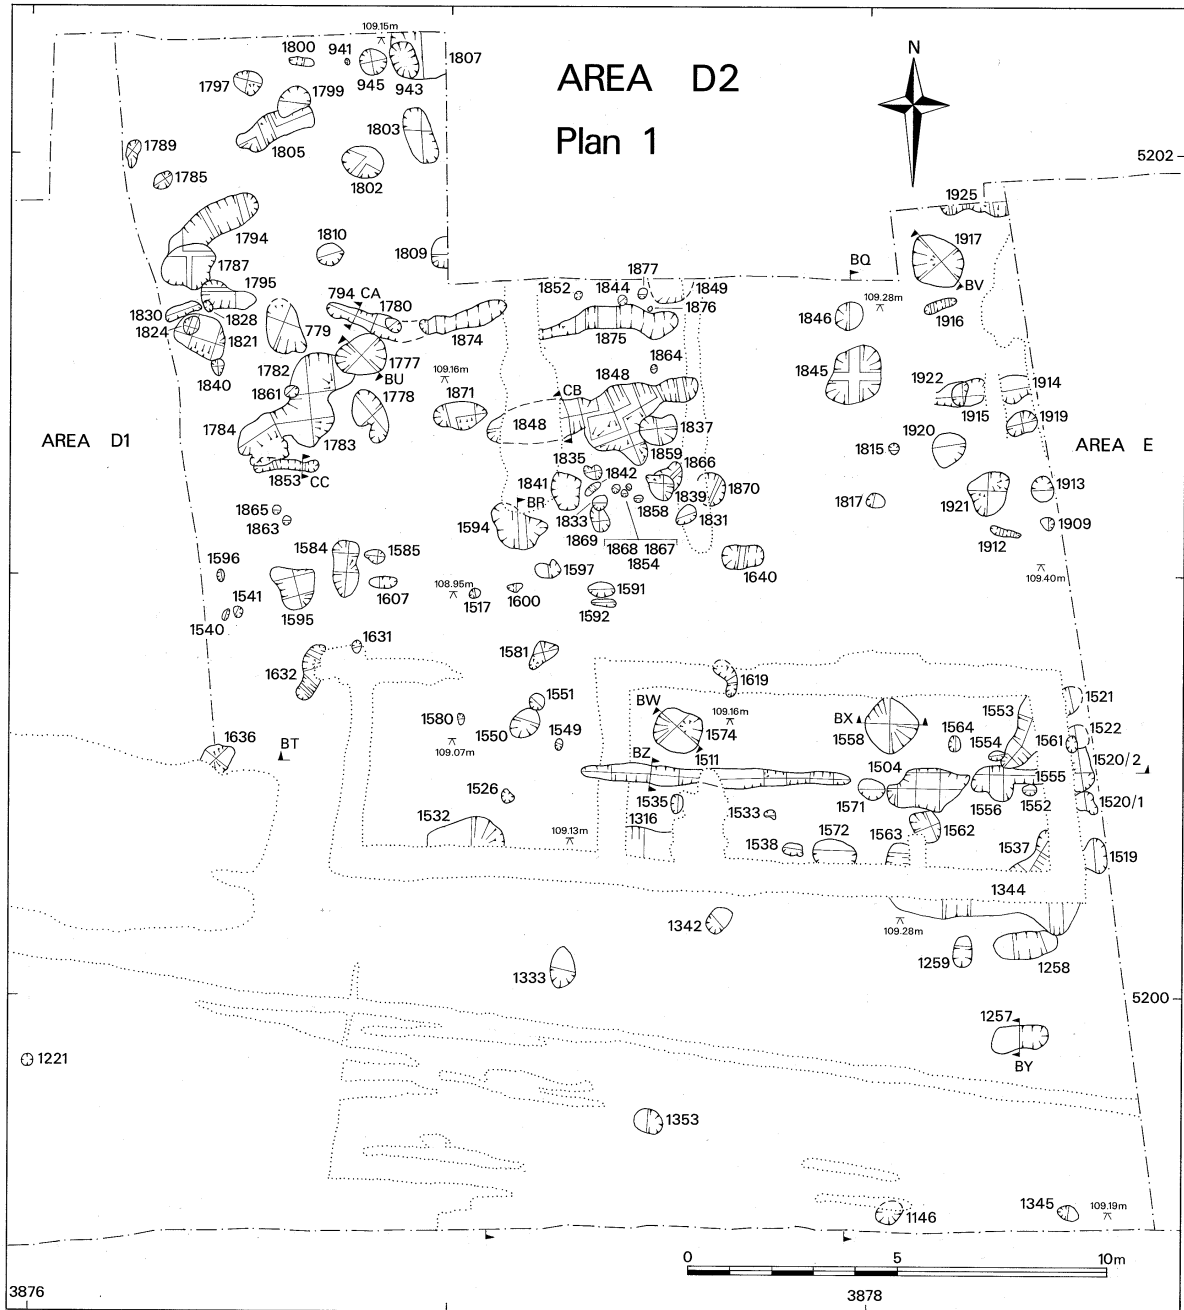 109.15m
1800 941 1807
AREA D2
N
1797 1799 945 943
Plan 1
1789 1805 1803
5202
1785 1802
1925
1794 1810 1809 1917
1787 1877 BQ
1795 794 CA 1780 1852 1844 1849 BV
1830 1828 1876 109.28m 1916
1824 1821 779 1874 1875 1846
1840 1782 1777 109.16m 1864 1845
1861 BU 1871 CB 1848 1922 1914
1778 1915
1784 1848 1837 1919
AREA D1 1783 1920 AREA E
1853 CC 1835 1859 1815
1842 1866
1841 1839 1870 1913
1865 BR 1833 1858 1831 1817 1921
1863 1594 1869 1909
1584 1585 1868 1867 1912
1596 1597 1854 1640
1541 1607 108.95m 1591 109.40m
1540 1595 1517 1600 1592
1631
1632 1581
1619
1551 1521
BW 1553
1636 BT 1580 1550 1549 1574 109.16m BX 1558 1564 1561 1522
109.07m BZ 1511 1504 1554 1520/2
1555
1526 1535 1533 1571 1556 1552 1520/1
1532 109.13m 1316 1538 1572 1563 1562 1537 1519
1344
1342 109.28m
1333 1259 1258
5200
1257
1221 BY
1353
1146 1345 109.19m
0 5 10m
3876 3878